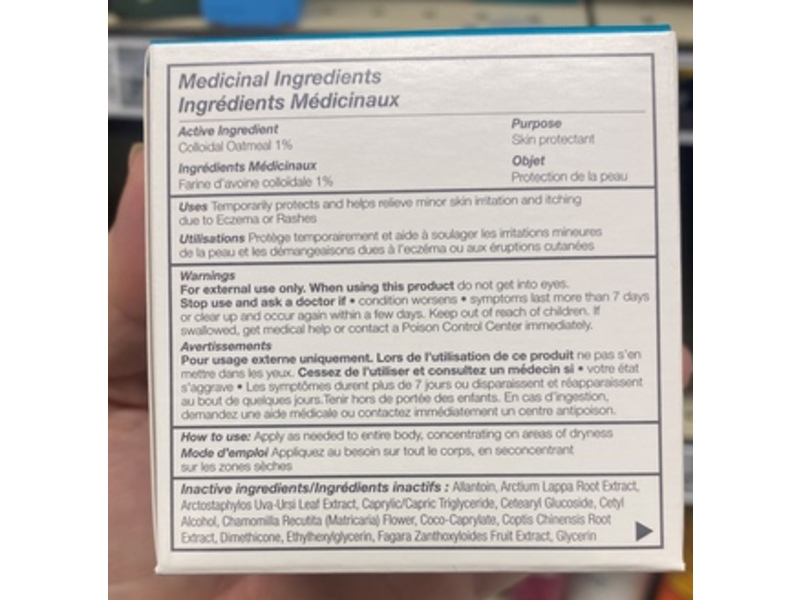 Medicinal Ingredients
Ingrédients Médicinaux
Active Ingredient
Colloidal Oatmeal 1%
Purpose
Skin protectant
Ingrédients Médicinaux
Farine d'avoine colloïdale 1%
Objet
Protection de la peau
Uses Temporarily protects and helps relieve minor skin irritation and itching
due to Eczema or Rashes
Utilisations Protège temporairement et aide à soulager les irritations mineures
de la peau et les démangeaisons dues à l'eczéma ou aux éruptions cutanées
Warnings
For external use only. When using this product do not get into eyes.
Stop use and ask a doctor if • condition worsens • symptoms last more than 7 days
or clear up and occur again within a few days. Keep out of reach of children. If
swallowed, get medical help or contact a Poison Control Center immediately.
Avertissements
Pour usage externe uniquement. Lors de l'utilisation de ce produit ne pas s'en
mettre dans les yeux. Cessez de l'utiliser et consultez un médecin si • votre état
s'aggrave • Les symptômes durent plus de 7 jours ou disparaissent et réapparaissent
au bout de quelques jours.Tenir hors de portée des enfants. En cas d'ingestion,
demandez une aide médicale ou contactez immédiatement un centre antipoison.
How to use: Apply as needed to entire body, concentrating on areas of dryness
Mode d'emploi Appliquez au besoin sur tout le corps, en seconcentrant
sur les zones sèches
Inactive ingredients/Ingrédients inactifs : Allantoin, Arctium Lappa Root Extract,
Arctostaphylos Uva-Ursi Leaf Extract, Caprylic/Capric Triglyceride, Cetearyl Glucoside, Cetyl
Alcohol, Chamomilla Recutita (Matricaria) Flower, Coco-Caprylate, Coptis Chinensis Root
Extract, Dimethicone, Ethylhexylglycerin, Fagara Zanthoxyloides Fruit Extract, Glycerin